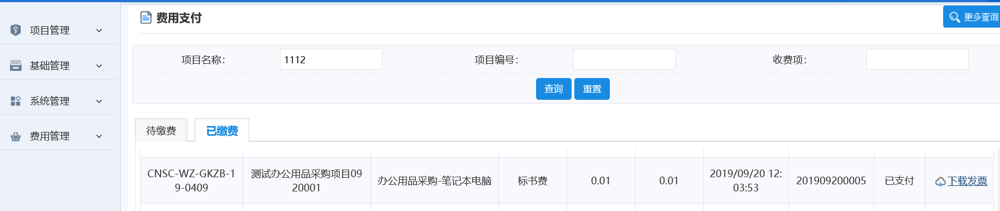 费用支付
更多查询
项目管理
基础管理
系统管理
费用管理
项目名称: 1112 项目编号: 收费项:
查询 重置
待缴费 已缴费
CNSC-WZ-GKZB-1
9-0409
测试办公用品采购项目09
20001
办公用品采购-笔记本电脑
标书费
0.01
0.01
2019/09/20 12:
03:53
201909200005
已支付
下载发票